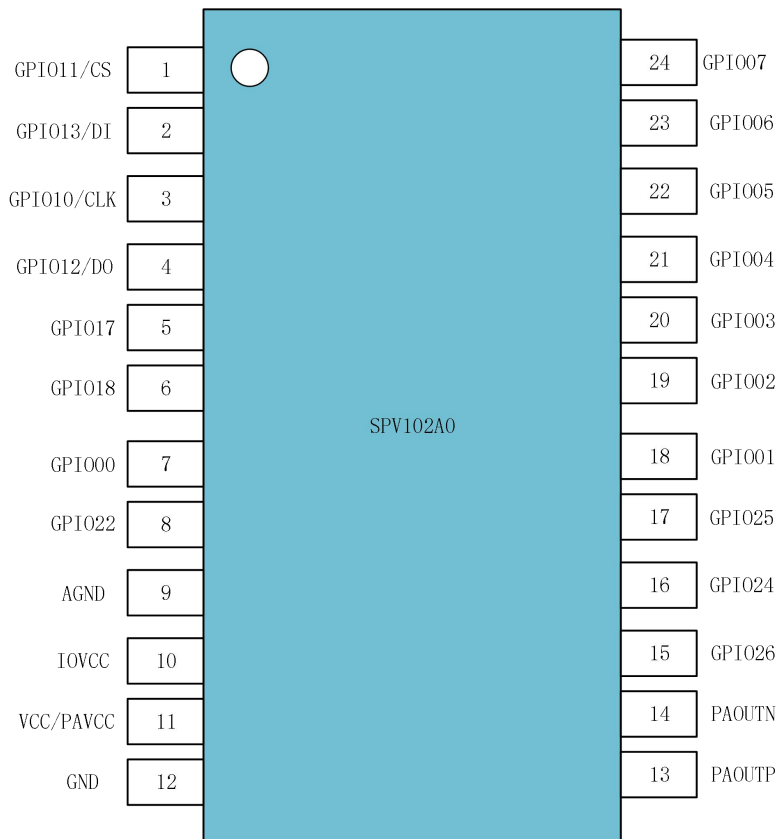 GPIO11/CS 1
GPIO13/DI 2
GPIO10/CLK 3
GPIO12/DO 4
GPIO17 5
GPIO18 6
GPIO00 7
GPIO22 8
AGND 9
IOVCC 10
VCC/PAVCC 11
GND 12
SPV102A0
24 GPIO07
23 GPIO06
22 GPIO05
21 GPIO04
20 GPIO03
19 GPIO02
18 GPIO01
17 GPIO25
16 GPIO24
15 GPIO26
14 PAOUTN
13 PAOUTP